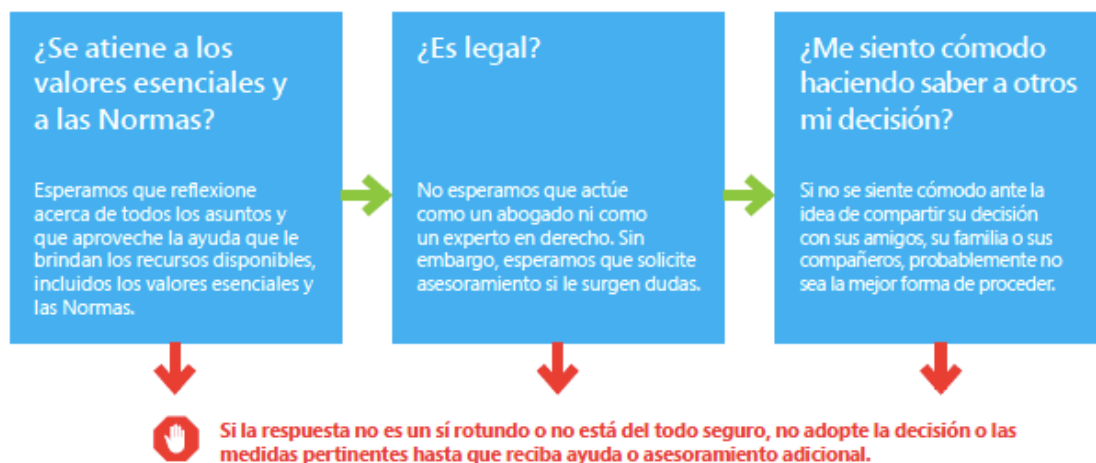 ¿Se atiene a los
valores esenciales y
a las Normas?
Esperamos que reflexione
acerca de todos los asuntos y
que aproveche la ayuda que le
brindan los recursos disponibles,
incluidos los valores esenciales y
las Normas.
¿Es legal?
No esperamos que actúe
como un abogado ni como
un experto en derecho. Sin
embargo, esperamos que solicite
asesoramiento si le surgen dudas.
¿Me siento cómodo
haciendo saber a otros
mi decisión?
Si no se siente cómodo ante la
idea de compartir su decisión
con sus amigos, su familia o sus
compañeros, probablemente no
sea la mejor forma de proceder.
Si la respuesta no es un sí rotundo o no está del todo seguro, no adopte la decisión o las
medidas pertinentes hasta que reciba ayuda o asesoramiento adicional.